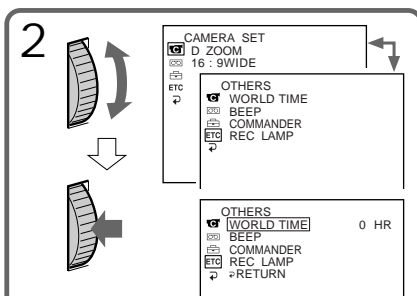 2
CAMERA SET
D ZOOM
16 : 9WIDE
ETC
OTHERS
WORLD TIME
BEEP
COMMANDER
ETC REC LAMP
OTHERS
WORLD TIME 0 HR
BEEP
COMMANDER
ETC REC LAMP
RETURN